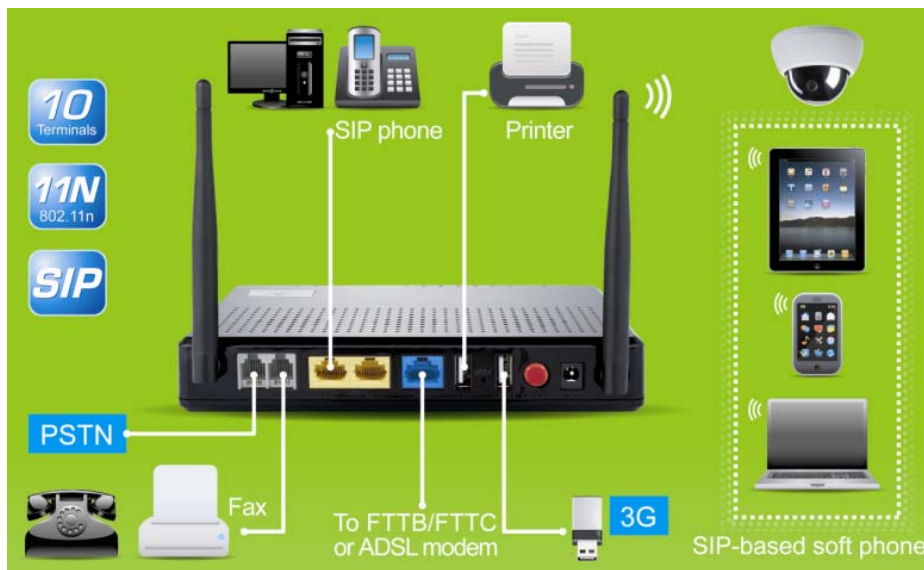 10
Terminals
11N
802.11n
SIP
SIP phone
Printer
PSTN
Fax
To FTTB/FTTC
or ADSL modem
3G
SIP-based soft phone